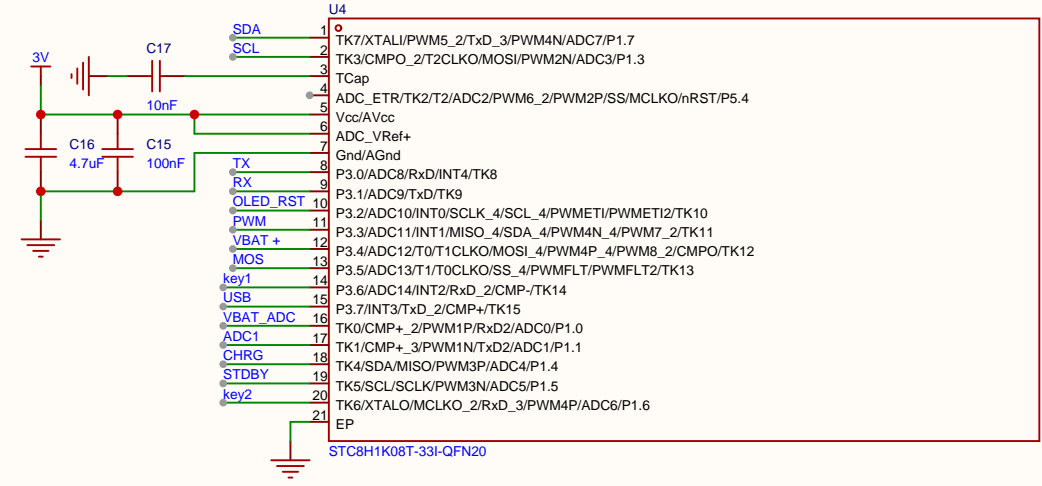 U4
SDA 1 TK7/XTALI/PWM5_2/TxD_3/PWM4N/ADC7/P1.7
SCL 2 TK3/CMPO_2/T2CLKO/MOSI/PWM2N/ADC3/P1.3
3V
C17
10nF
3 TCap
4 ADC_ETR/TK2/T2/ADC2/PWM6_2/PWM2P/SS/MCLKO/nRST/P5.4
5 Vcc/AVcc
6 ADC_VRef+
C16
4.7uF
C15
100nF
7 Gnd/AGnd
TX 8 P3.0/ADC8/RxD/INT4/TK8
RX 9 P3.1/ADC9/TxD/TK9
OLED_RST 10 P3.2/ADC10/INT0/SCLK_4/SCL_4/PWMETI/PWMETI2/TK10
PWM 11 P3.3/ADC11/INT1/MISO_4/SDA_4/PWM4N_4/PWM7_2/TK11
VBAT + 12 P3.4/ADC12/T0/T1CLKO/MOSI_4/PWM4P_4/PWM8_2/CMPO/TK12
MOS 13 P3.5/ADC13/T1/T0CLKO/SS_4/PWMFLT/PWMFLT2/TK13
key1 14 P3.6/ADC14/INT2/RxD_2/CMP-/TK14
USB 15 P3.7/INT3/TxD_2/CMP+/TK15
VBAT_ADC 16 TK0/CMP+_2/PWM1P/RxD2/ADC0/P1.0
ADC1 17 TK1/CMP+_3/PWM1N/TxD2/ADC1/P1.1
CHRG 18 TK4/SDA/MISO/PWM3P/ADC4/P1.4
STDBY 19 TK5/SCL/SCLK/PWM3N/ADC5/P1.5
key2 20 TK6/XTALO/MCLKO_2/RxD_3/PWM4P/ADC6/P1.6
21 EP
STC8H1K08T-33I-QFN20